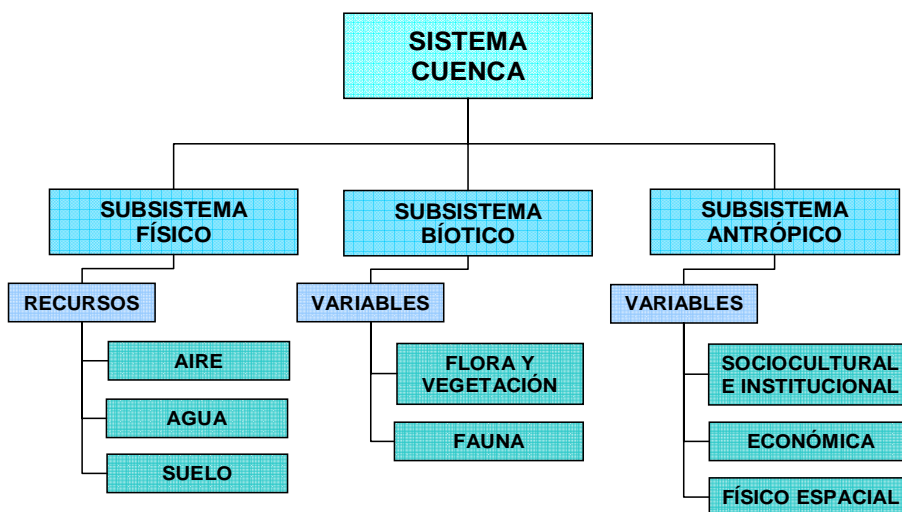 SISTEMA
CUENCA
SUBSISTEMA
FÍSICO
RECURSOS
AIRE
AGUA
SUELO
SUBSISTEMA
BÍOTICO
VARIABLES
FLORA Y
VEGETACIÓN
FAUNA
SUBSISTEMA
ANTRÓPICO
VARIABLES
SOCIOCULTURAL
E INSTITUCIONAL
ECONÓMICA
FÍSICO ESPACIAL